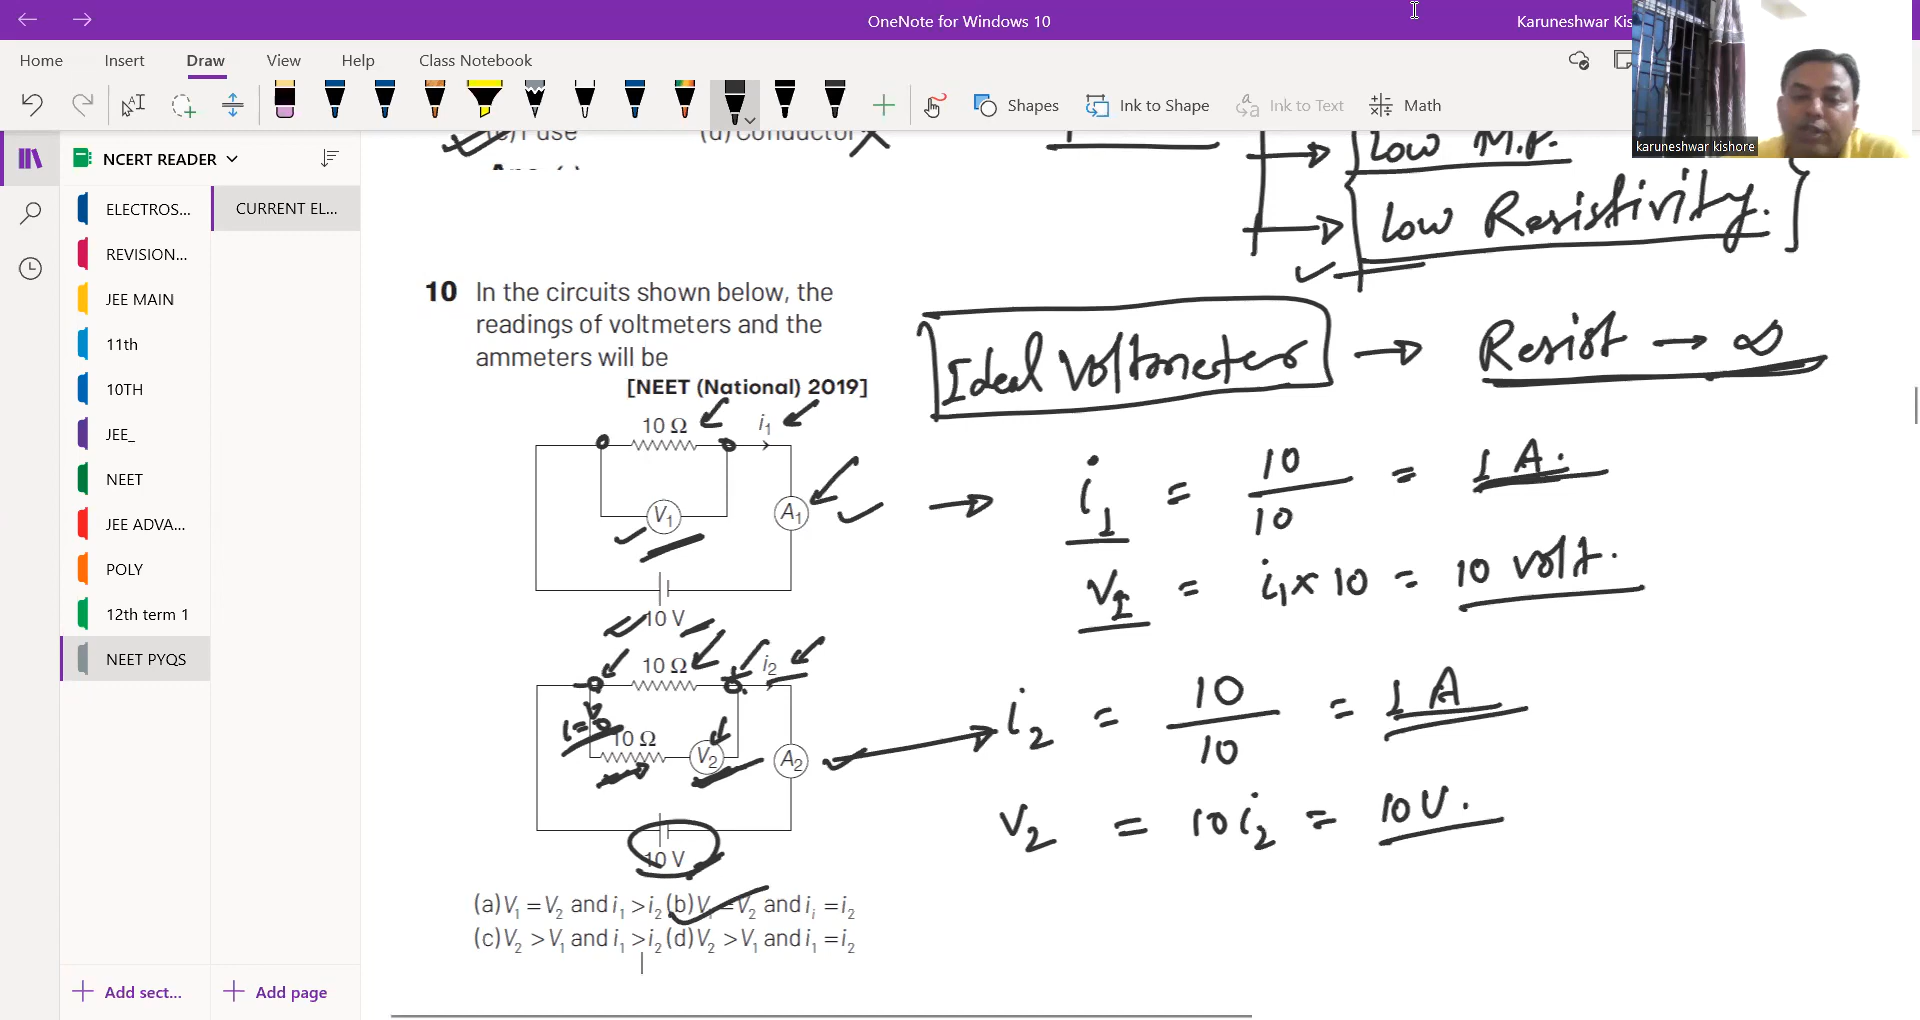 OneNote for Windows 10
Karuneshwar Kis
Home Insert Draw View Help Class Notebook
Shapes Ink to Shape Ink to Text Math
karuneshwar kishore
NCERT READER
ELECTROS...
REVISION...
JEE MAIN
11th
10TH
JEE_
NEET
JEE ADVA...
POLY
12th term 1
NEET PYQS
Add sect...
CURRENT EL...
Add page
(c) Fuse (d) Conductor
low M.P.
low Resistivity.
10 In the circuits shown below, the
readings of voltmeters and the
ammeters will be
[NEET (National) 2019]
10 Ω i₁
V₁ A₁
10 V
10 Ω i₂
i=0
10 Ω V₂ A₂
10 V
(a) V₁ = V₂ and i₁ > i₂ (b) V₁ = V₂ and iᵢ = i₂
(c) V₂ > V₁ and i₁ > i₂ (d) V₂ > V₁ and i₁ = i₂
Ideal Voltmeter → Resist → ∞
→ i₁ = 10/10 = 1 A.
V₁ = i₁ × 10 = 10 volt.
i₂ = 10/10 = 1 A
V₂ = 10 i₂ = 10V.